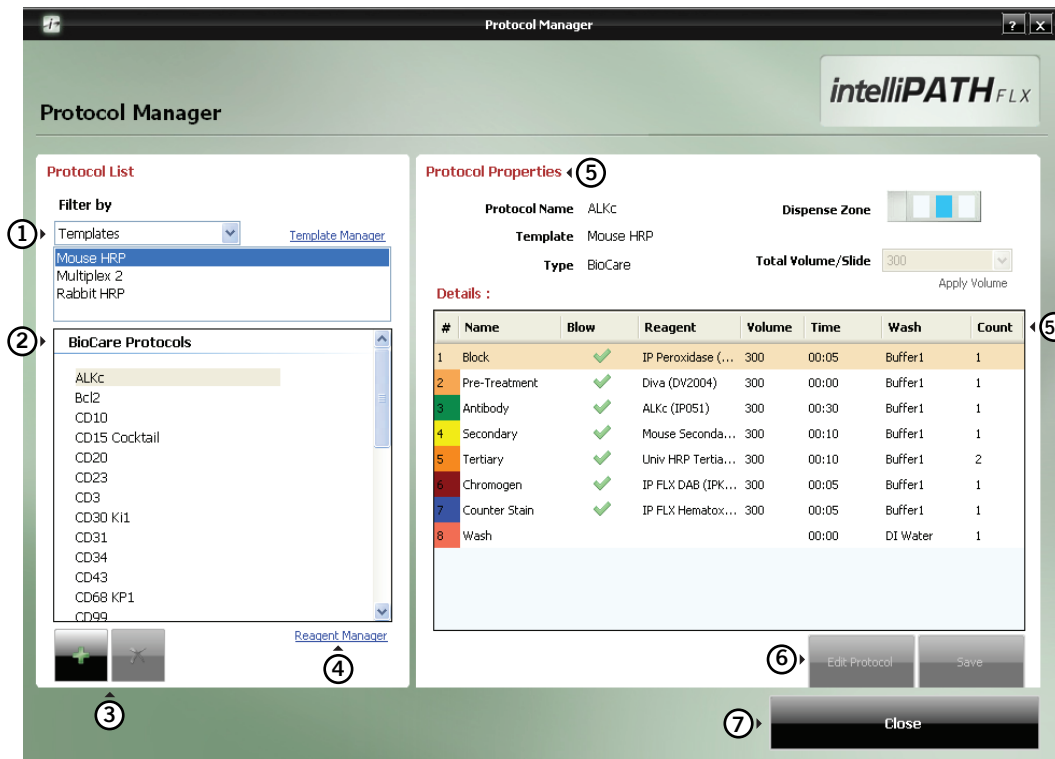 Protocol Manager
? X
intelliPATH FLX
Protocol Manager
Protocol List
Filter by
1
Templates
Template Manager
Mouse HRP
Multiplex 2
Rabbit HRP
2
BioCare Protocols
ALKc
Bcl2
CD10
CD15 Cocktail
CD20
CD23
CD3
CD30 Ki1
CD31
CD34
CD43
CD68 KP1
CD99
Reagent Manager
4
3
Protocol Properties 5
Protocol Name ALKc
Dispense Zone
Template Mouse HRP
Type BioCare
Total Volume/Slide 300
Apply Volume
Details :
# Name Blow Reagent Volume Time Wash Count 5
1 Block IP Peroxidase (... 300 00:05 Buffer1 1
2 Pre-Treatment Diva (DV2004) 300 00:00 Buffer1 1
3 Antibody ALKc (IP051) 300 00:30 Buffer1 1
4 Secondary Mouse Seconda... 300 00:10 Buffer1 1
5 Tertiary Univ HRP Tertia... 300 00:10 Buffer1 2
6 Chromogen IP FLX DAB (IPK... 300 00:05 Buffer1 1
7 Counter Stain IP FLX Hematox... 300 00:05 Buffer1 1
8 Wash 00:00 DI Water 1
6
Edit Protocol
Save
7
Close